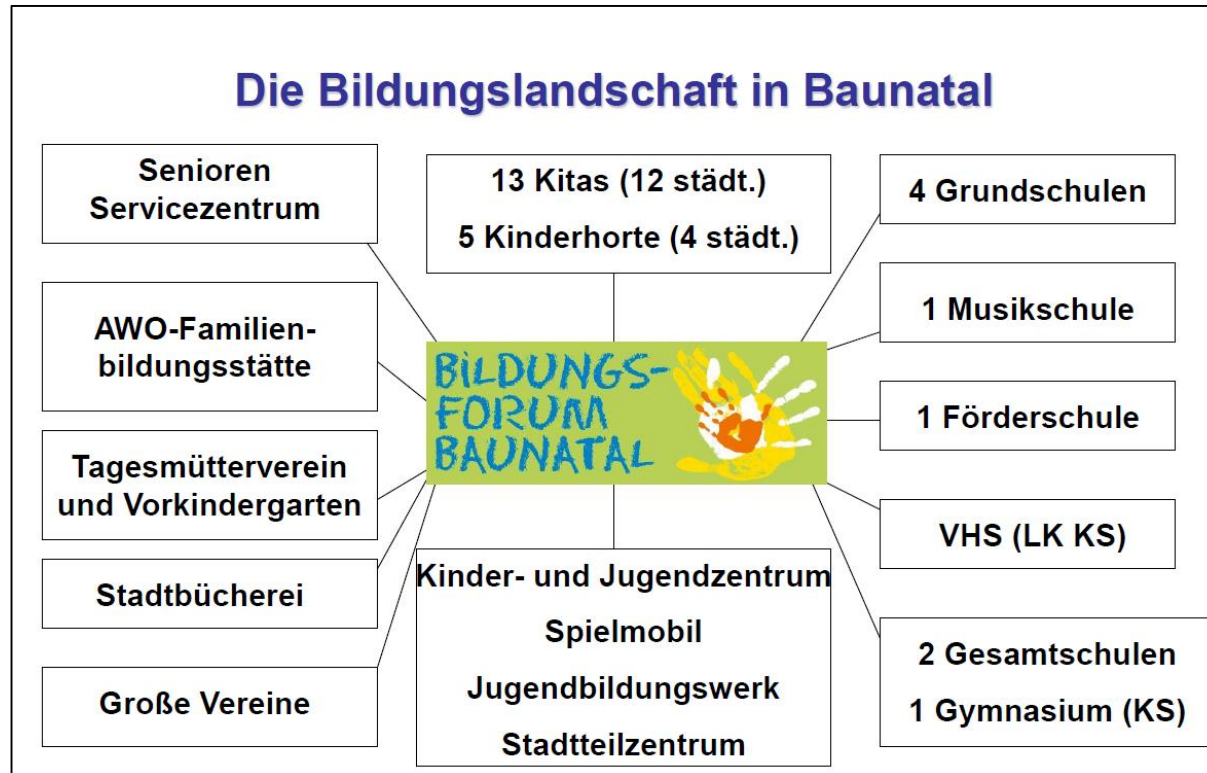 Die Bildungslandschaft in Baunatal
Senioren
Servicezentrum
AWO-Familien-
bildungsstätte
Tagesmütterverein
und Vorkindergarten
Stadtbücherei
Große Vereine
13 Kitas (12 städt.)
5 Kinderhorte (4 städt.)
BiLDUNGS-
FORUM
BAUNATAL
Kinder- und Jugendzentrum
Spielmobil
Jugendbildungswerk
Stadtteilzentrum
4 Grundschulen
1 Musikschule
1 Förderschule
VHS (LK KS)
2 Gesamtschulen
1 Gymnasium (KS)